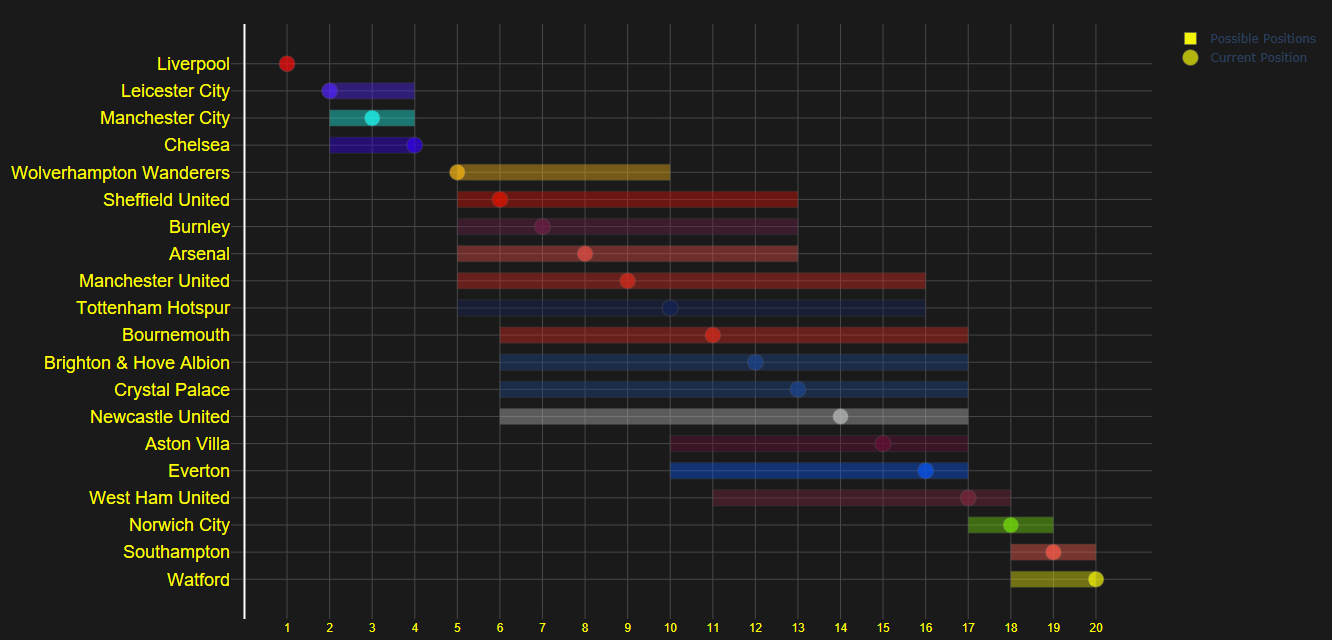 Possible Positions
Current Position
Liverpool
Leicester City
Manchester City
Chelsea
Wolverhampton Wanderers
Sheffield United
Burnley
Arsenal
Manchester United
Tottenham Hotspur
Bournemouth
Brighton & Hove Albion
Crystal Palace
Newcastle United
Aston Villa
Everton
West Ham United
Norwich City
Southampton
Watford
1 2 3 4 5 6 7 8 9 10 11 12 13 14 15 16 17 18 19 20